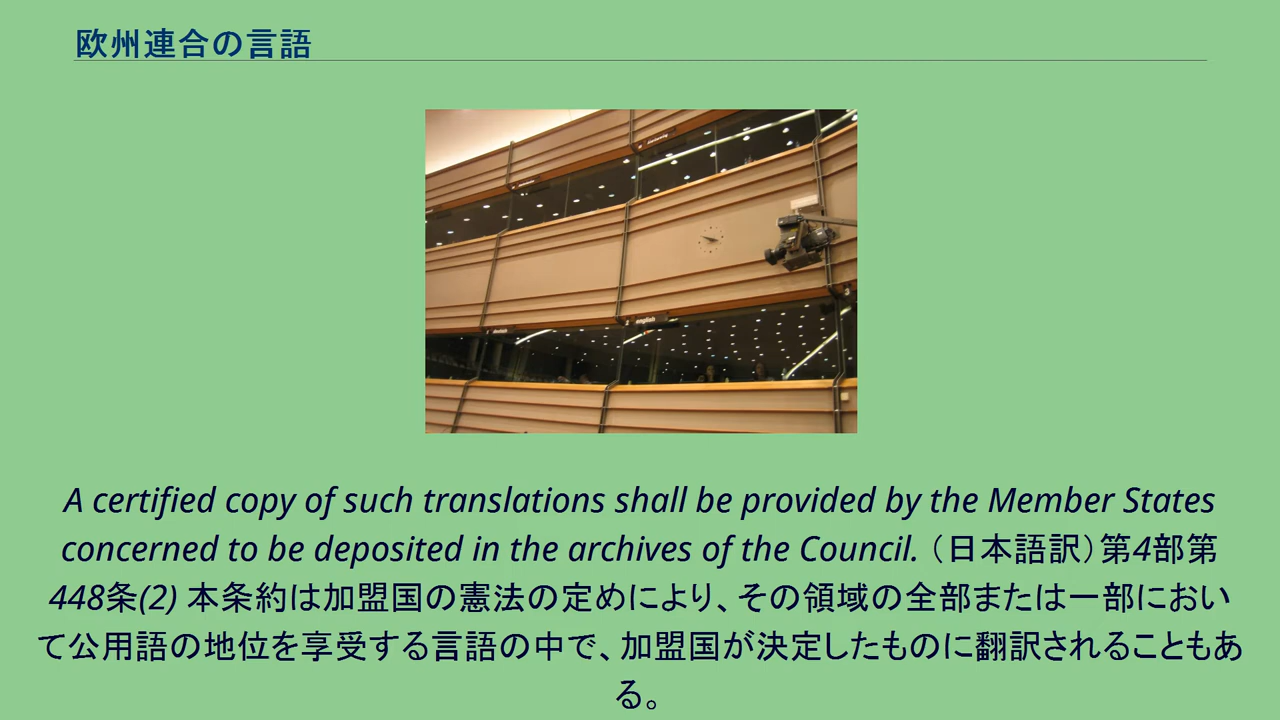 欧州連合の言語
english
A certified copy of such translations shall be provided by the Member States
concerned to be deposited in the archives of the Council. （日本語訳）第4部第
448条(2) 本条約は加盟国の憲法の定めにより、その領域の全部または一部におい
て公用語の地位を享受する言語の中で、加盟国が決定したものに翻訳されることもあ
る。